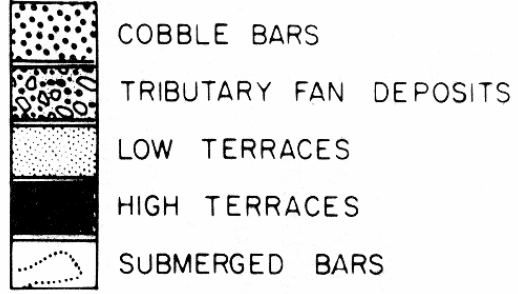 COBBLE BARS
TRIBUTARY FAN DEPOSITS
LOW TERRACES
HIGH TERRACES
SUBMERGED BARS